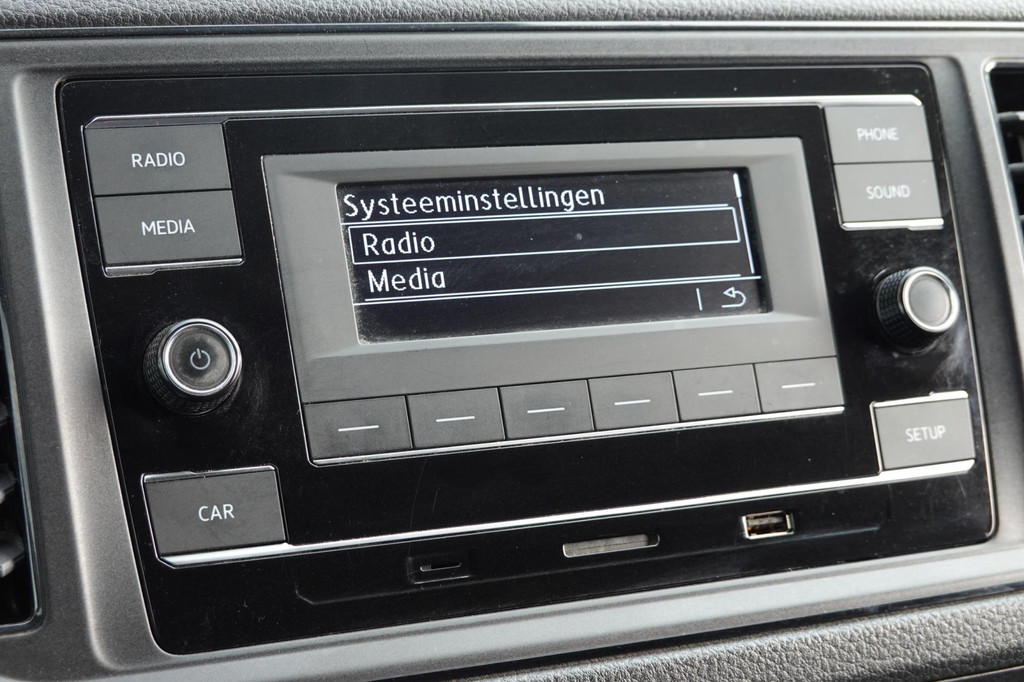 RADIO
MEDIA
PHONE
SOUND
Systeeminstellingen
Radio
Media
CAR
SETUP